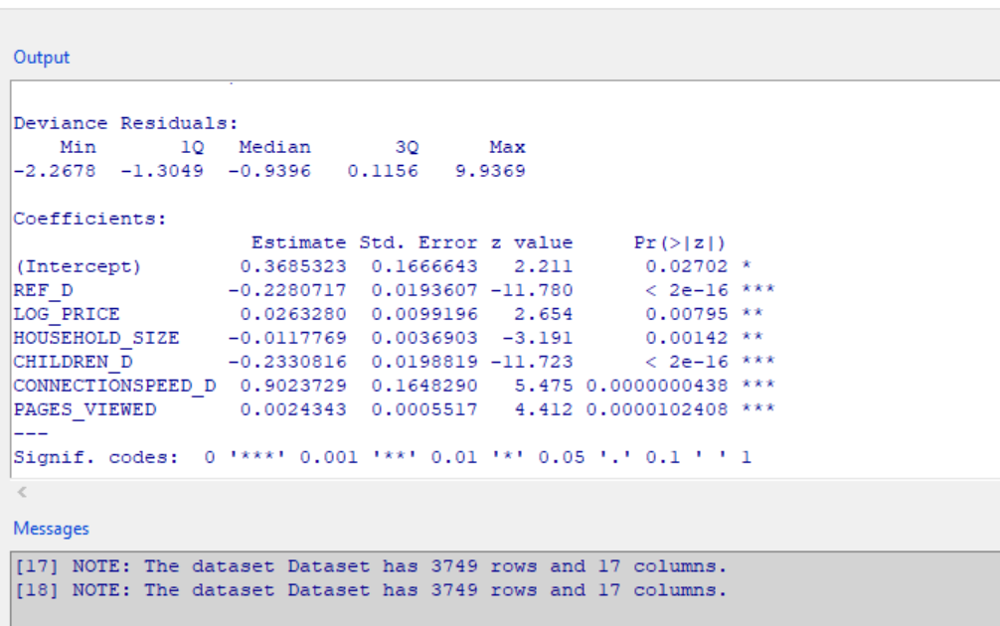 Output
Deviance Residuals:
    Min       1Q   Median       3Q      Max
-2.2678  -1.3049  -0.9396   0.1156   9.9369
Coefficients:
                    Estimate Std. Error z value     Pr(>|z|)
(Intercept)        0.3685323  0.1666643   2.211      0.02702 *
REF_D             -0.2280717  0.0193607 -11.780      < 2e-16 ***
LOG_PRICE          0.0263280  0.0099196   2.654      0.00795 **
HOUSEHOLD_SIZE    -0.0117769  0.0036903  -3.191      0.00142 **
CHILDREN_D        -0.2330816  0.0198819 -11.723      < 2e-16 ***
CONNECTIONSPEED_D  0.9023729  0.1648290   5.475 0.0000000438 ***
PAGES_VIEWED       0.0024343  0.0005517   4.412 0.0000102408 ***
---
Signif. codes:  0 '***' 0.001 '**' 0.01 '*' 0.05 '.' 0.1 ' ' 1
Messages
[17] NOTE: The dataset Dataset has 3749 rows and 17 columns.
[18] NOTE: The dataset Dataset has 3749 rows and 17 columns.